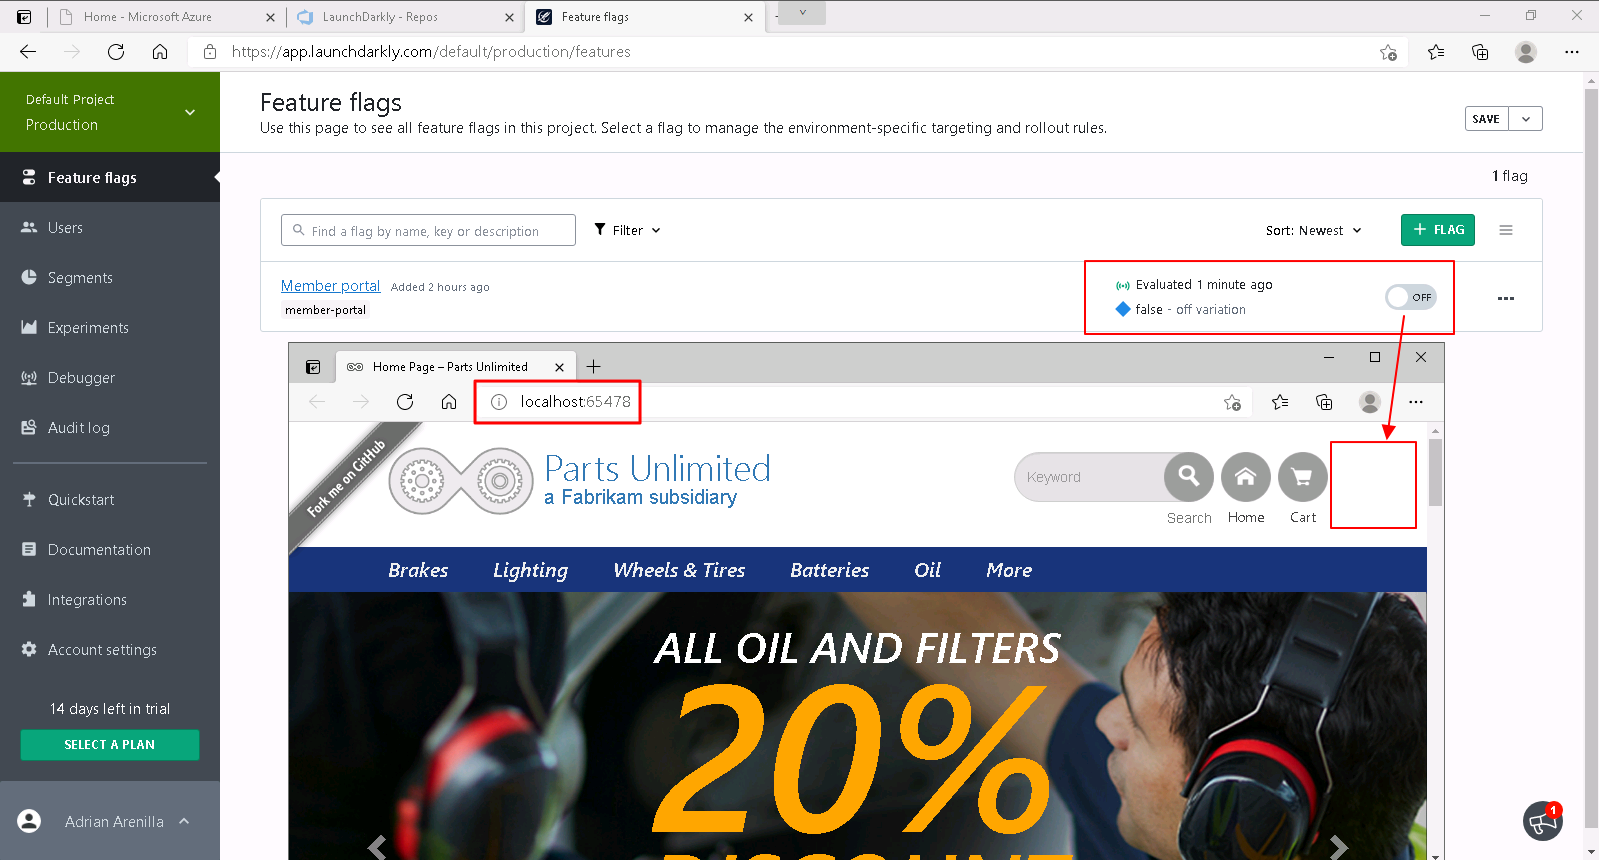 Home - Microsoft Azure
LaunchDarkly - Repos
Feature flags
https://app.launchdarkly.com/default/production/features
Default Project
Production
Feature flags
Users
Segments
Experiments
Debugger
Audit log
Quickstart
Documentation
Integrations
Account settings
14 days left in trial
SELECT A PLAN
Adrian Arenilla
Feature flags
Use this page to see all feature flags in this project. Select a flag to manage the environment-specific targeting and rollout rules.
SAVE
1 flag
Find a flag by name, key or description
Filter
Sort: Newest
+ FLAG
Member portal Added 2 hours ago
member-portal
Evaluated 1 minute ago
false - off variation
OFF
Home Page – Parts Unlimited
localhost:65478
Fork me on GitHub
Parts Unlimited
a Fabrikam subsidiary
Keyword
Search
Home
Cart
Brakes
Lighting
Wheels & Tires
Batteries
Oil
More
ALL OIL AND FILTERS
20%
DISCOUNT
1